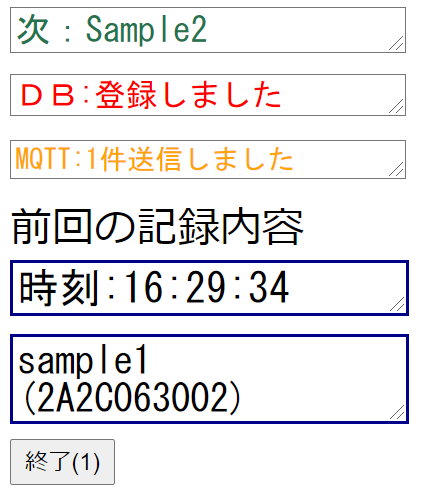 次：Sample2
ＤＢ:登録しました
MQTT:1件送信しました
前回の記録内容
時刻:16:29:34
sample1
(2A2C063002)
終了(1)